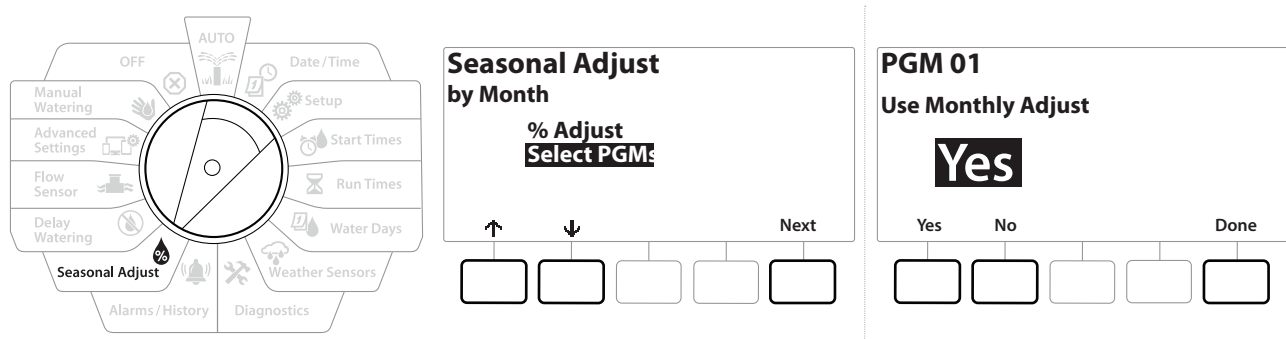 AUTO
OFF
Date/Time
Manual
Watering
Setup
Advanced
Settings
Start Times
Flow
Sensor
Run Times
Delay
Watering
Water Days
Seasonal Adjust
Weather Sensors
Alarms/History
Diagnostics
%
Seasonal Adjust
by Month
% Adjust
Select PGMs
↑ ↓ Next
PGM 01
Use Monthly Adjust
Yes
Yes No Done